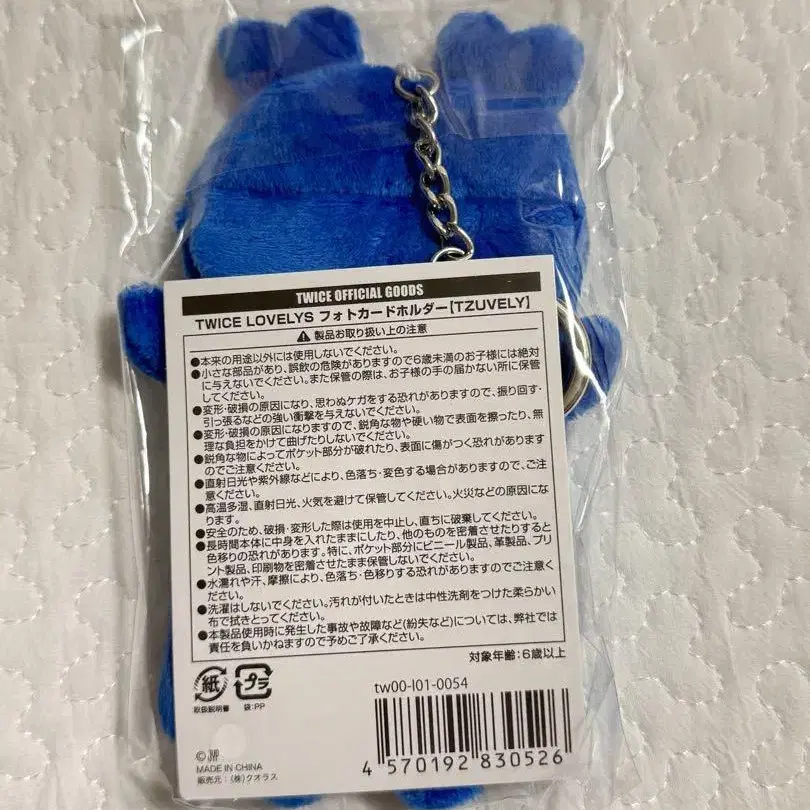 TWICE OFFICIAL GOODS
TWICE LOVELYS フォトカードホルダー【TZUVELY】
製品お取り扱い上の注意
●本来の用途以外には使用しないでください。
●小さな部品があり、誤飲の危険がありますので6歳未満のお子様には絶対
に与えないでください。また保管の際は、お子様の手の届かない所に保管
してください。
●変形・破損の原因になり、思わぬケガをする恐れがありますので、振り回す・
引っ張るなどの強い衝撃を与えないでください。
●変形・破損の原因になりますので、鋭角な物や硬い物で表面を擦ったり、無
理な負担をかけて曲げたりしないでください。
●鋭角な物によってポケット部分が破れたり、表面に傷がつく恐れがあります
のでご注意ください。
●直射日光や紫外線などにより、色落ち・変色する場合がありますので、ご注
意ください。
●高温多湿、直射日光、火気を避けて保管してください。火災などの原因にな
ります。
●安全のため、破損・変形した際は使用を中止し、直ちに破棄してください。
●長時間本体に中身を入れたままにしたり、他のものを密着させたりすると
色移りの恐れがあります。特に、ポケット部分にビニール製品、革製品、プリ
ント製品、印刷物を密着させたまま保管しないでください。
●水濡れや汗、摩擦により、色落ち・色移りする恐れがありますのでご注意くだ
さい。
●洗濯はしないでください。汚れが付いたときは中性洗剤をつけた柔らかい
布で拭きとってください。
●本製品使用時に発生した事故や故障など(紛失など)については、弊社では
責任を負いかねますので予めご了承ください。
対象年齢:6歳以上
紙
プラ
取扱説明書
袋:PP
tw00-l01-0054
© JYP
MADE IN CHINA
販売元:(株)クオラス
4 570192 830526